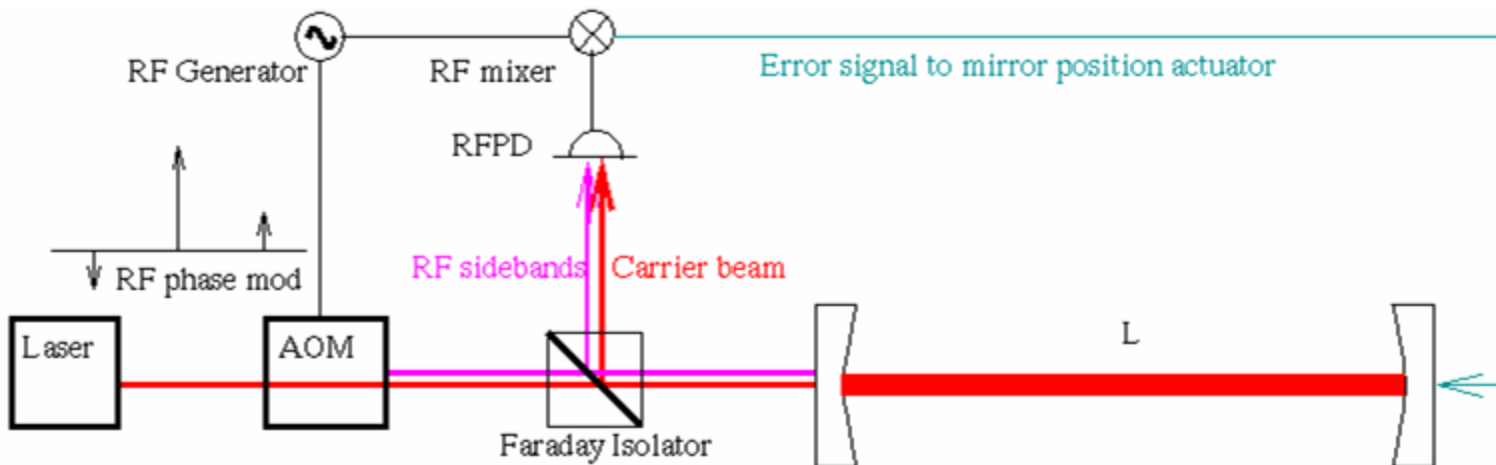 RF Generator
RF mixer
Error signal to mirror position actuator
RFPD
RF sidebands
Carrier beam
RF phase mod
Laser
AOM
L
Faraday Isolator